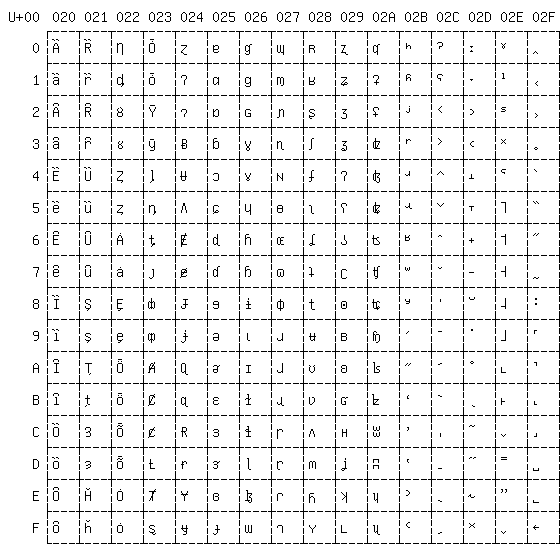 U+00 020 021 022 023 024 025 026 027 028 029 02A 02B 02C 02D 02E 02F
0 Ȁ Ȑ Ƞ Ȱ ɀ ɐ ɠ ɰ ʀ ʐ ʠ ʰ ˀ ː ˠ ˰
1 ȁ ȑ ȡ ȱ Ɂ ɑ ɡ ɱ ʁ ʑ ʡ ʱ ˁ ˑ ˡ ˱
2 Ȃ Ȓ Ȣ Ȳ ɂ ɒ ɢ ɲ ʂ ʒ ʢ ʲ ˂ ˒ ˢ ˲
3 ȃ ȓ ȣ ȳ Ƀ ɓ ɣ ɳ ʃ ʓ ʣ ʳ ˃ ˓ ˣ ˳
4 Ȅ Ȕ Ȥ ȴ Ʉ ɔ ɤ ɴ ʄ ʔ ʤ ʴ ˄ ˔ ˤ ˴
5 ȅ ȕ ȥ ȵ Ʌ ɕ ɥ ɵ ʅ ʕ ʥ ʵ ˅ ˕ ˥ ˵
6 Ȇ Ȗ Ȧ ȶ Ɇ ɖ ɦ ɶ ʆ ʖ ʦ ʶ ˆ ˖ ˦ ˶
7 ȇ ȗ ȧ ȷ ɇ ɗ ɧ ɷ ʇ ʗ ʧ ʷ ˇ ˗ ˧ ˷
8 Ȉ Ș Ȩ ȸ Ɉ ɘ ɨ ɸ ʈ ʘ ʨ ʸ ˈ ˘ ˨ ˸
9 ȉ ș ȩ ȹ ɉ ə ɩ ɹ ʉ ʙ ʩ ʹ ˉ ˙ ˩ ˹
A Ȋ Ț Ȫ Ⱥ Ɋ ɚ ɪ ɺ ʊ ʚ ʪ ʺ ˊ ˚ ˪ ˺
B ȋ ț ȫ Ȼ ɋ ɛ ɫ ɻ ʋ ʛ ʫ ʻ ˋ ˛ ˫ ˻
C Ȍ Ȝ Ȭ ȼ Ɍ ɜ ɬ ɼ ʌ ʜ ʬ ʼ ˌ ˜ ˬ ˼
D ȍ ȝ ȭ Ƚ ɍ ɝ ɭ ɽ ʍ ʝ ʭ ʽ ˍ ˝ ˭ ˽
E Ȏ Ȟ Ȯ Ⱦ Ɏ ɞ ɮ ɾ ʎ ʞ ʮ ʾ ˎ ˞ ˮ ˾
F ȏ ȟ ȯ ȿ ɏ ɟ ɯ ɿ ʏ ʟ ʯ ʿ ˏ ˟ ˯ ˿